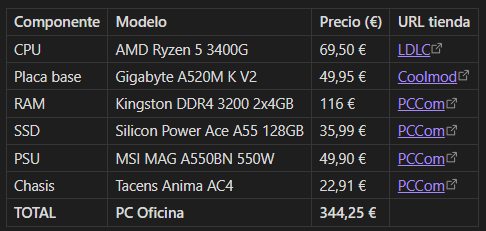 Componente Modelo Precio (€) URL tienda
CPU AMD Ryzen 5 3400G 69,50 € LDLC
Placa base Gigabyte A520M K V2 49,95 € Coolmod
RAM Kingston DDR4 3200 2x4GB 116 € PCCom
SSD Silicon Power Ace A55 128GB 35,99 € PCCom
PSU MSI MAG A550BN 550W 49,90 € PCCom
Chasis Tacens Anima AC4 22,91 € PCCom
TOTAL PC Oficina 344,25 €